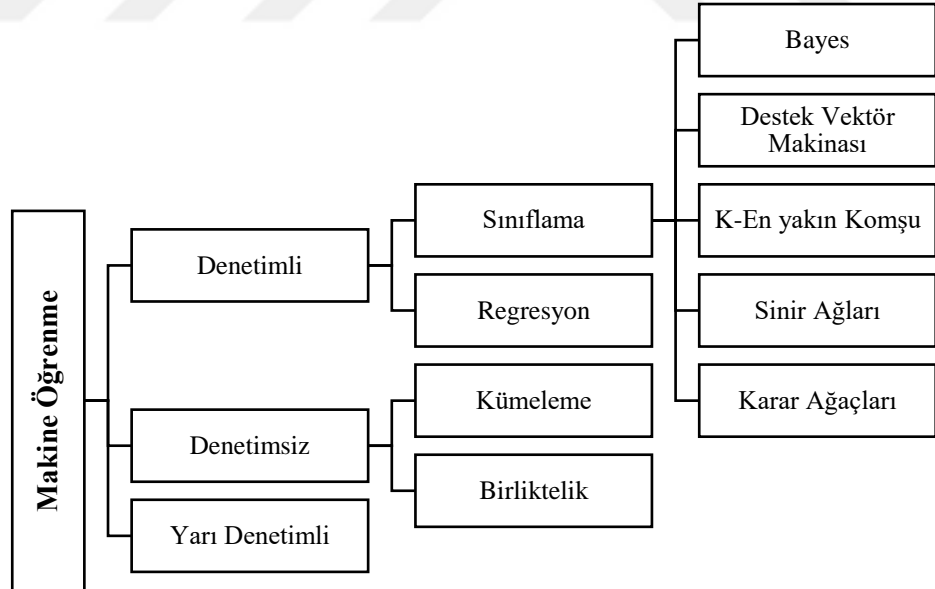 Makine Öğrenme
Denetimli
Sınıflama
Bayes
Destek Vektör
Makinası
K-En yakın Komşu
Sinir Ağları
Karar Ağaçları
Regresyon
Denetimsiz
Kümeleme
Birliktelik
Yarı Denetimli